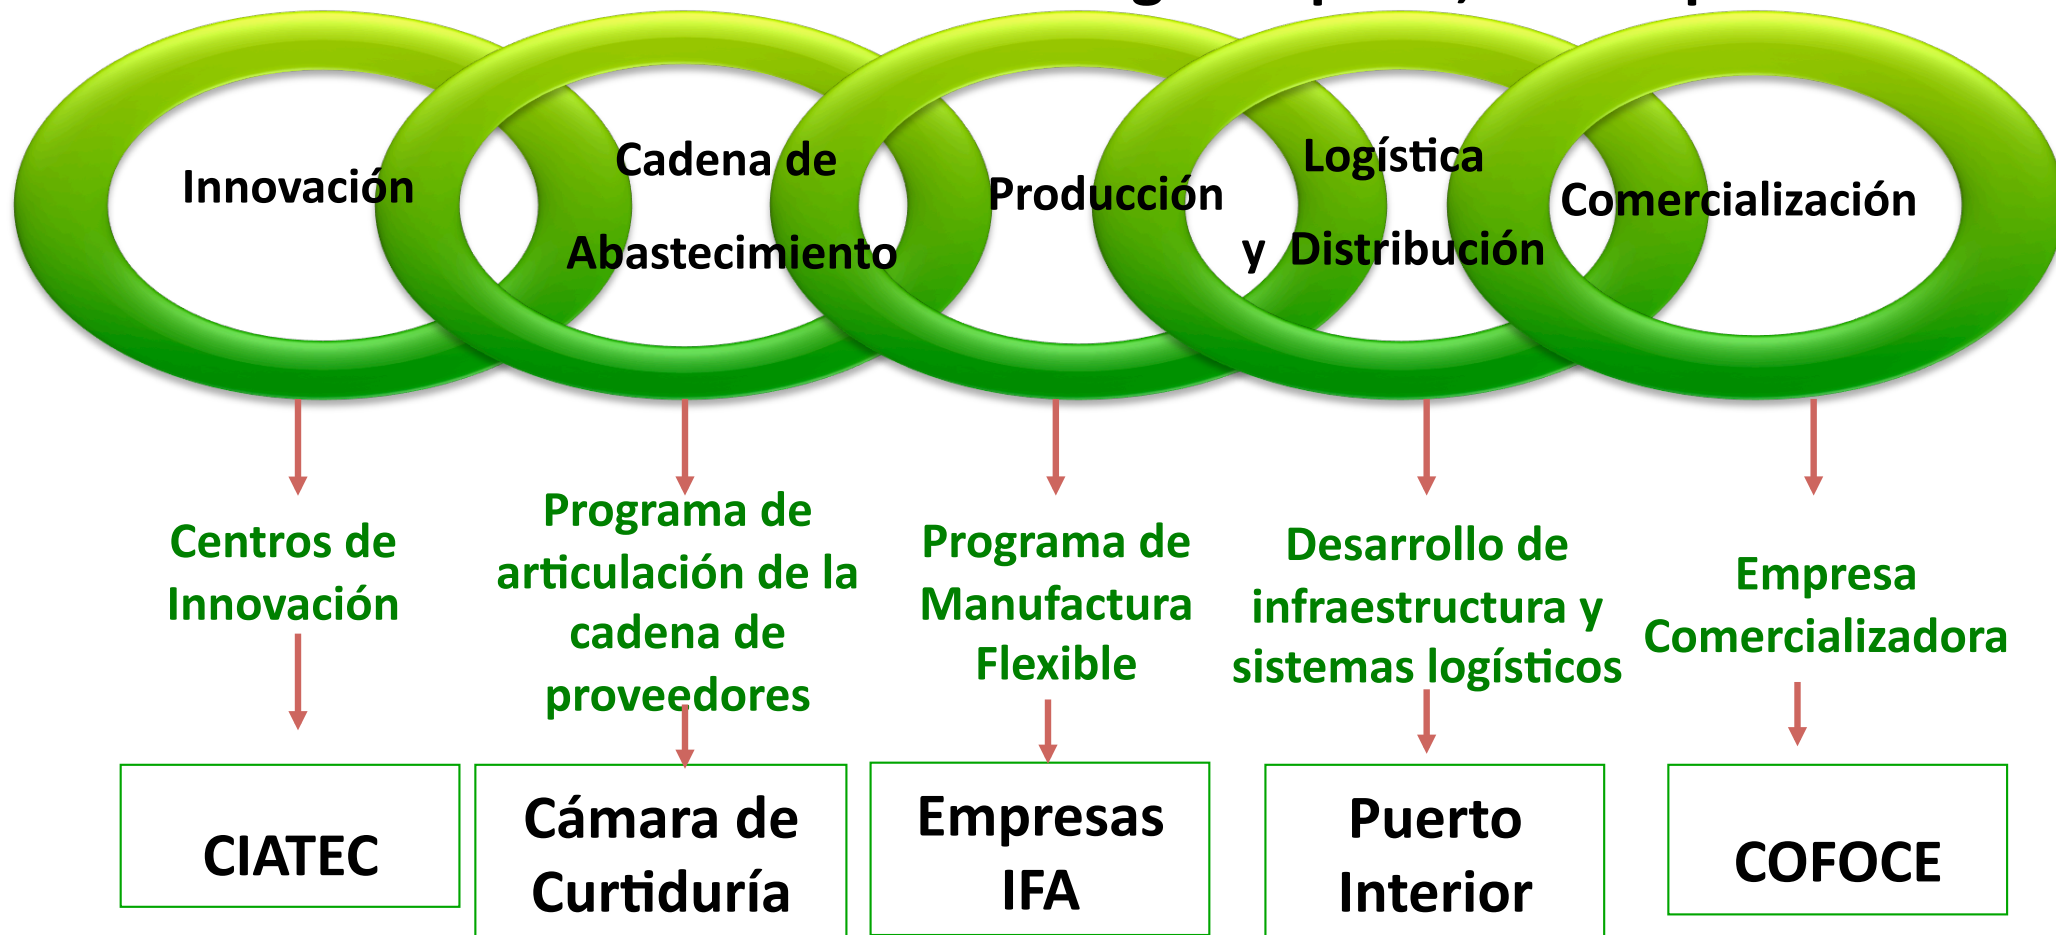 Innovación
Cadena de
Abastecimiento
Producción
Logística
y Distribución
Comercialización
Centros de
Innovación
Programa de
articulación de la
cadena de
proveedores
Programa de
Manufactura
Flexible
Desarrollo de
infraestructura y
sistemas logísticos
Empresa
Comercializadora
CIATEC
Cámara de
Curtiduría
Empresas
IFA
Puerto
Interior
COFOCE